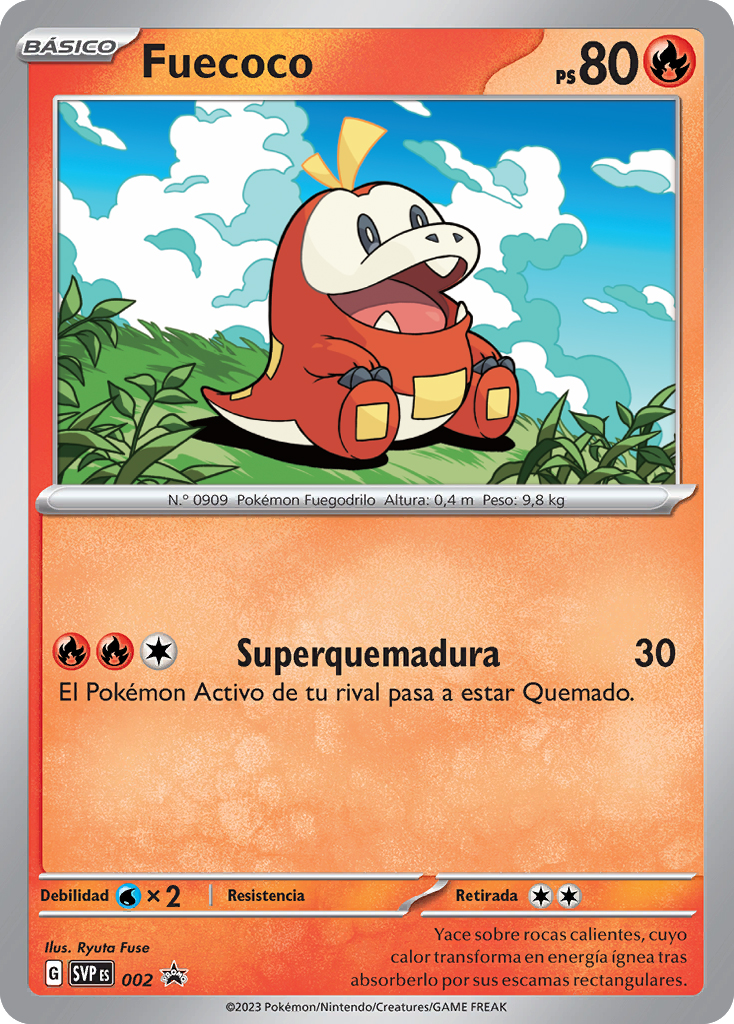 BÁSICO
Fuecoco
PS 80
N.º 0909 Pokémon Fuegodrilo Altura: 0,4 m Peso: 9,8 kg
Superquemadura 30
El Pokémon Activo de tu rival pasa a estar Quemado.
Debilidad ×2 Resistencia Retirada
Yace sobre rocas calientes, cuyo
calor transforma en energía ígnea tras
absorberlo por sus escamas rectangulares.
Ilus. Ryuta Fuse
G SVP ES 002 PROMO
©2023 Pokémon/Nintendo/Creatures/GAME FREAK